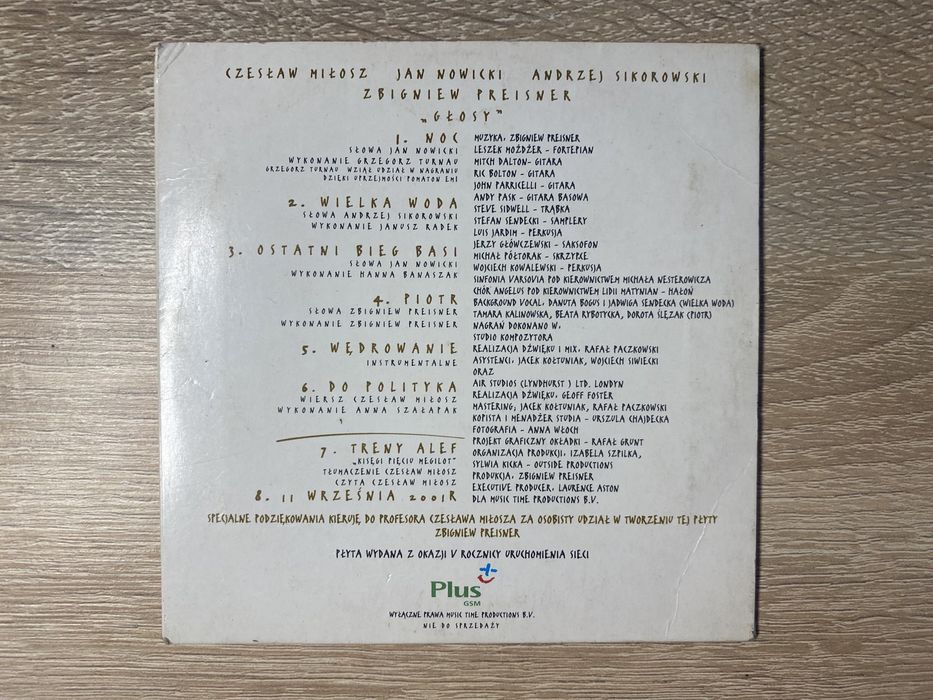 CZESŁAW MIŁOSZ JAN NOWICKI ANDRZEJ SIKOROWSKI
ZBIGNIEW PREISNER
„GŁOSY”
1. NOC
SŁOWA JAN NOWICKI
WYKONANIE GRZEGORZ TURNAU
GRZEGORZ TURNAU WZIĄŁ UDZIAŁ W NAGRANIU
DZIĘKI UPRZEJMOŚCI POMATON EMI
2. WIELKA WODA
SŁOWA ANDRZEJ SIKOROWSKI
WYKONANIE JANUSZ RADEK
3. OSTATNI BIEG BASI
SŁOWA JAN NOWICKI
WYKONANIE HANNA BANASZAK
4. PIOTR
SŁOWA ZBIGNIEW PREISNER
WYKONANIE ZBIGNIEW PREISNER
5. WĘDROWANIE
INSTRUMENTALNE
6. DO POLITYKA
WIERSZ CZESŁAW MIŁOSZ
WYKONANIE ANNA SZAŁAPAK
7. TRENY ALEF
„KSIĘGI PIĘCIU MEGILOT”
TŁUMACZENIE CZESŁAW MIŁOSZ
CZYTA CZESŁAW MIŁOSZ
8. 11 WRZEŚNIA 2001R
MUZYKA, ZBIGNIEW PREISNER
LESZEK MOŻDŻER - FORTEPIAN
MITCH DALTON- GITARA
RIC BOLTON - GITARA
JOHN PARRICELLI - GITARA
ANDY PASK - GITARA BASOWA
STEVE SIDWELL - TRĄBKA
STEFAN SENDECKI - SAMPLERY
LUIS JARDIM - PERKUSJA
JERZY GŁÓWCZEWSKI - SAKSOFON
MICHAŁ PÓŁTORAK - SKRZYPCE
WOJCIECH KOWALEWSKI - PERKUSJA
SINFONIA VARSOVIA POD KIEROWNICTWEM MICHAŁA NESTEROWICZA
CHÓR ANGELUS POD KIEROWNICTWEM LIDII MATYNIAN - HAŁOŃ
BACKGROUND VOCAL, DANUTA BOGUS I JADWIGA SENDECKA (WIELKA WODA)
TAMARA KALINOWSKA, BEATA RYBOTYCKA, DOROTA ŚLĘZAK (PIOTR)
NAGRAŃ DOKONANO W,
STUDIO KOMPOZYTORA
REALIZACJA DŹWIĘKU I MIX, RAFAŁ PACZKOWSKI
ASYSTENCI, JACEK KOŁTUNIAK, WOJCIECH SIWIECKI
ORAZ
AIR STUDIOS (LYNDHURST ) LTD. LONDYN
REALIZACJA DŹWIĘKU, GEOFF FOSTER
MASTERING, JACEK KOŁTUNIAK, RAFAŁ PACZKOWSKI
KOPISTA I MENADŻER STUDIA - URSZULA CHAJDECKA
FOTOGRAFIA - ANNA WŁOCH
PROJEKT GRAFICZNY OKŁADKI - RAFAŁ GRUNT
ORGANIZACJA PRODUKCJI, IZABELA SZPILKA,
SYLWIA KICKA - OUTSIDE PRODUCTIONS
PRODUKCJA, ZBIGNIEW PREISNER
EXECUTIVE PRODUCER, LAURENCE ASTON
DLA MUSIC TIME PRODUCTIONS B.V.
SPECJALNE PODZIĘKOWANIA KIERUJĘ, DO PROFESORA CZESŁAWA MIŁOSZA ZA OSOBISTY UDZIAŁ W TWORZENIU TEJ PŁYTY
ZBIGNIEW PREISNER
PŁYTA WYDANA Z OKAZJI V ROCZNICY URUCHOMIENIA SIECI
Plus
GSM
WYŁĄCZNE PRAWA MUSIC TIME PRODUCTIONS B.V.
NIE DO SPRZEDAŻY